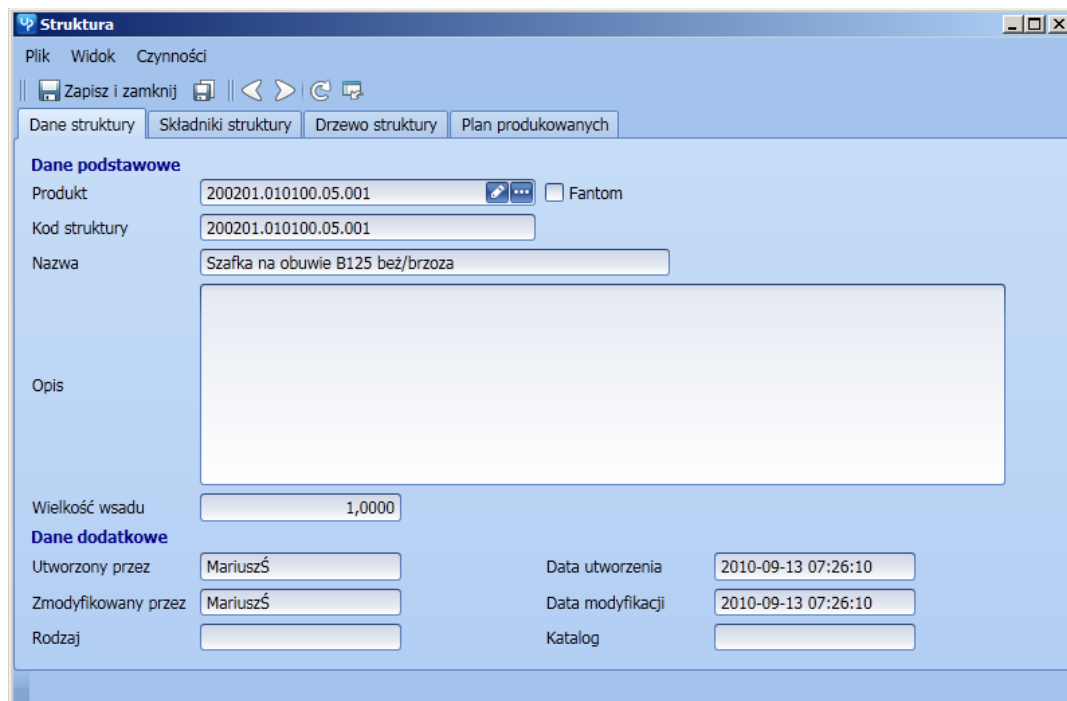 Struktura
Plik Widok Czynności
Zapisz i zamknij
Dane struktury Składniki struktury Drzewo struktury Plan produkowanych
Dane podstawowe
Produkt 200201.010100.05.001 Fantom
Kod struktury 200201.010100.05.001
Nazwa Szafka na obuwie B125 beż/brzoza
Opis
Wielkość wsadu 1,0000
Dane dodatkowe
Utworzony przez MariuszŚ Data utworzenia 2010-09-13 07:26:10
Zmodyfikowany przez MariuszŚ Data modyfikacji 2010-09-13 07:26:10
Rodzaj Katalog